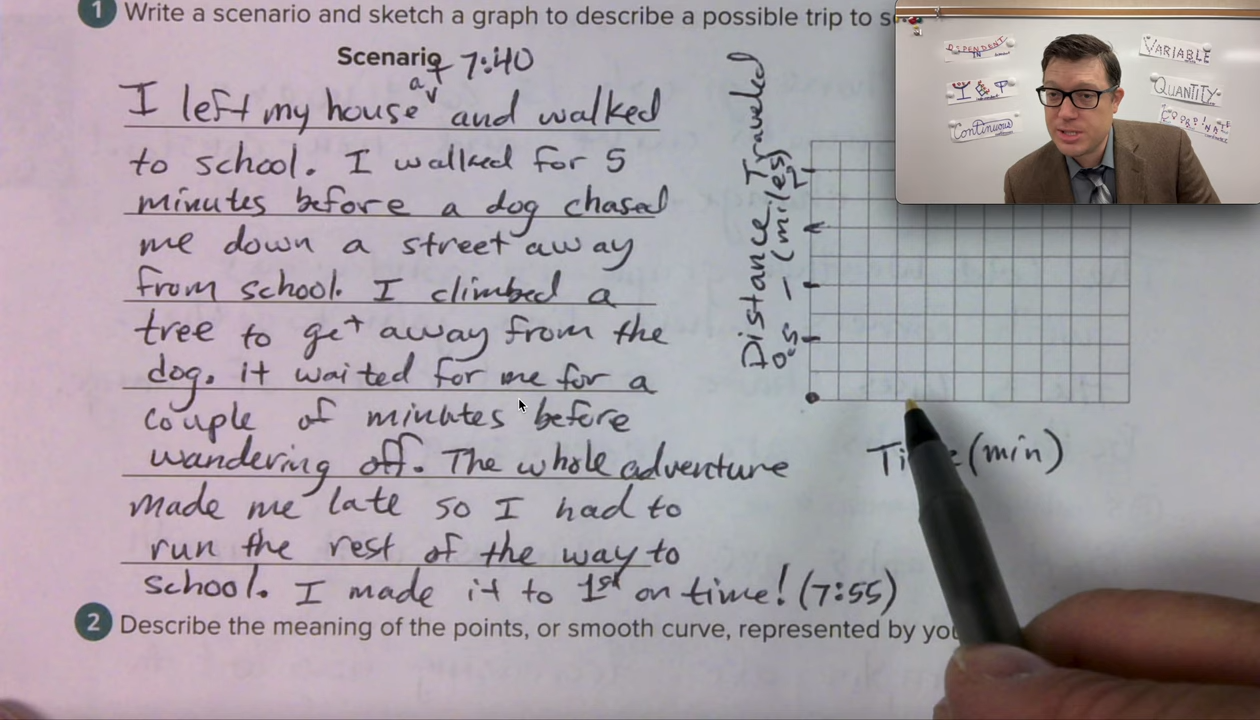 1 Write a scenario and sketch a graph to describe a possible trip to s
Scenario
at 7:40
I left my house and walked
to school. I walked for 5
minutes before a dog chased
me down a street away
from school. I climbed a
tree to get away from the
dog. it waited for me for a
couple of minutes before
wandering off. The whole adventure
made me late so I had to
run the rest of the way to
school. I made it to 1st on time! (7:55)
2 Describe the meaning of the points, or smooth curve, represented by yo
Distance Traveled
(miles)
0.5
1
(min)
DEPENDENT
IN
Continuous
VARIABLE
QUANTITY